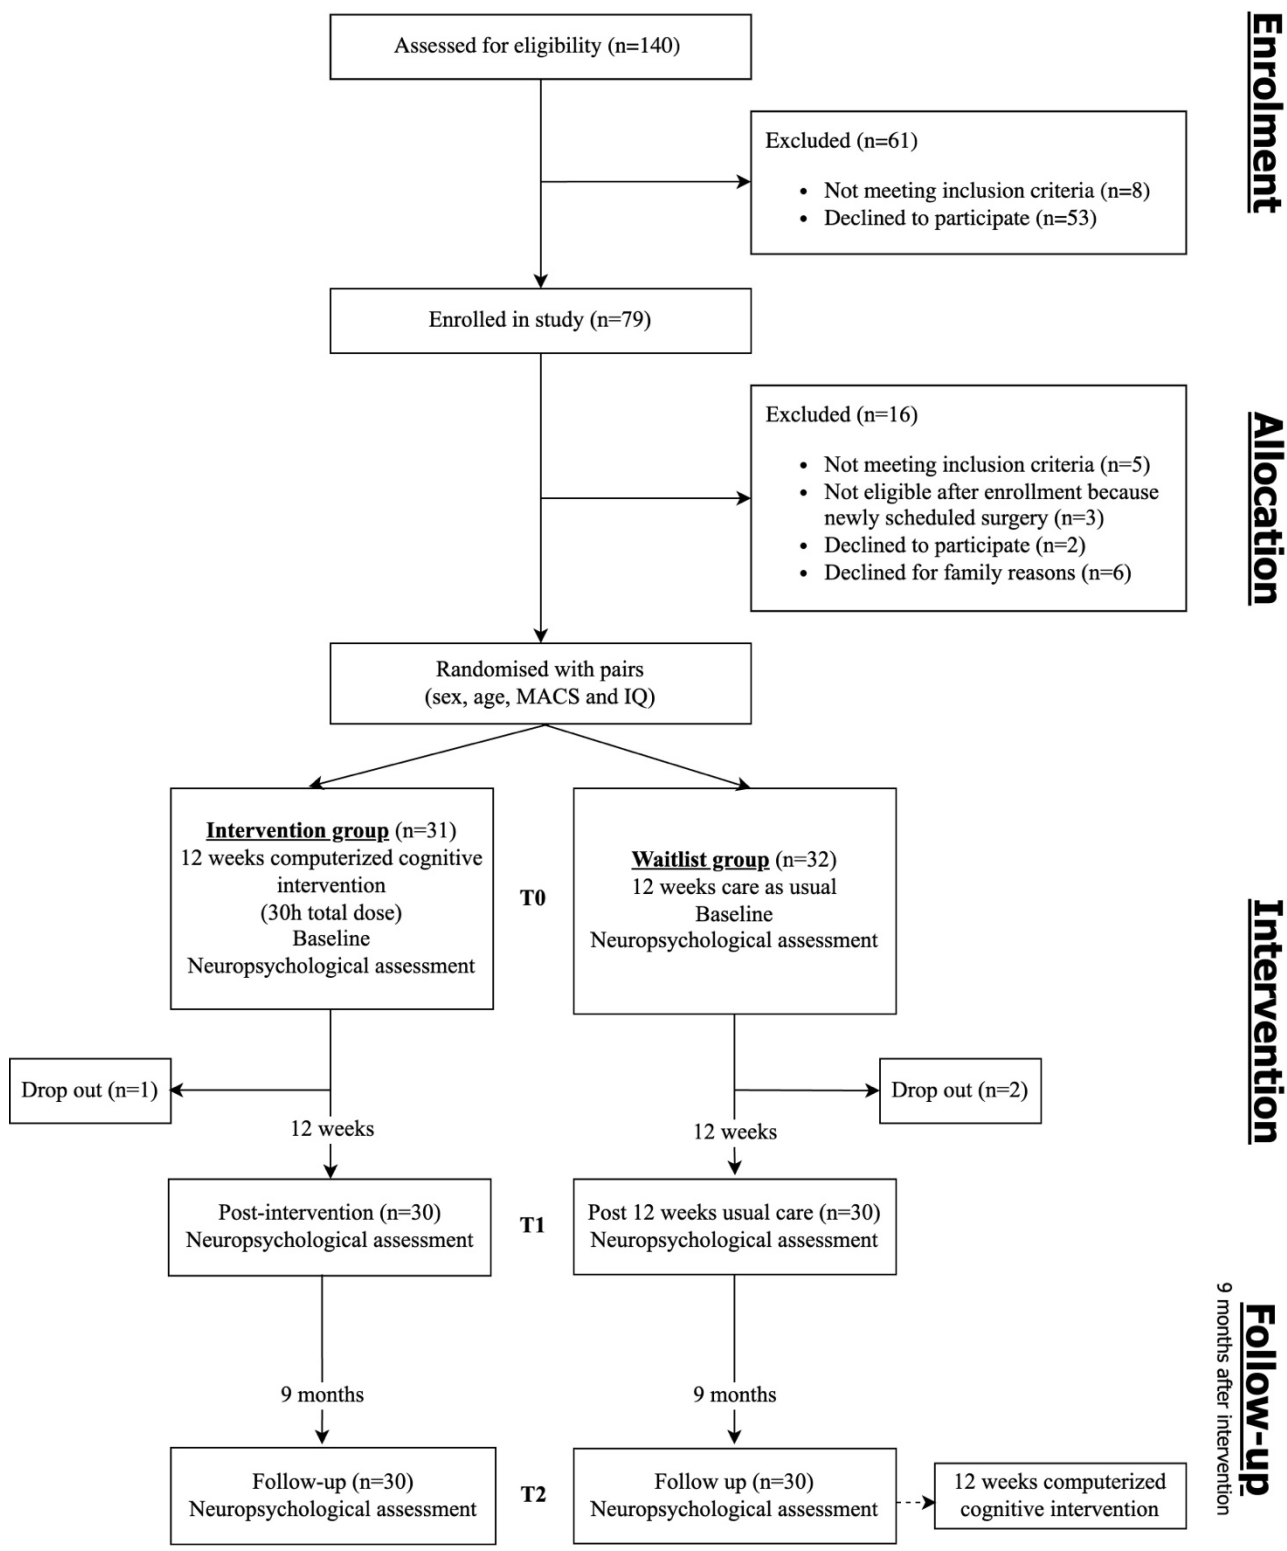 Enrolment
Assessed for eligibility (n=140)
Excluded (n=61)
• Not meeting inclusion criteria (n=8)
• Declined to participate (n=53)
Enrolled in study (n=79)
Allocation
Excluded (n=16)
• Not meeting inclusion criteria (n=5)
• Not eligible after enrollment because
newly scheduled surgery (n=3)
• Declined to participate (n=2)
• Declined for family reasons (n=6)
Randomised with pairs
(sex, age, MACS and IQ)
Intervention
Intervention group (n=31)
12 weeks computerized cognitive
intervention
(30h total dose)
Baseline
Neuropsychological assessment
T0
Waitlist group (n=32)
12 weeks care as usual
Baseline
Neuropsychological assessment
Drop out (n=1)
12 weeks
12 weeks
Drop out (n=2)
Post-intervention (n=30)
Neuropsychological assessment
T1
Post 12 weeks usual care (n=30)
Neuropsychological assessment
Follow-up
9 months after intervention
9 months
9 months
Follow-up (n=30)
Neuropsychological assessment
T2
Follow up (n=30)
Neuropsychological assessment
12 weeks computerized
cognitive intervention